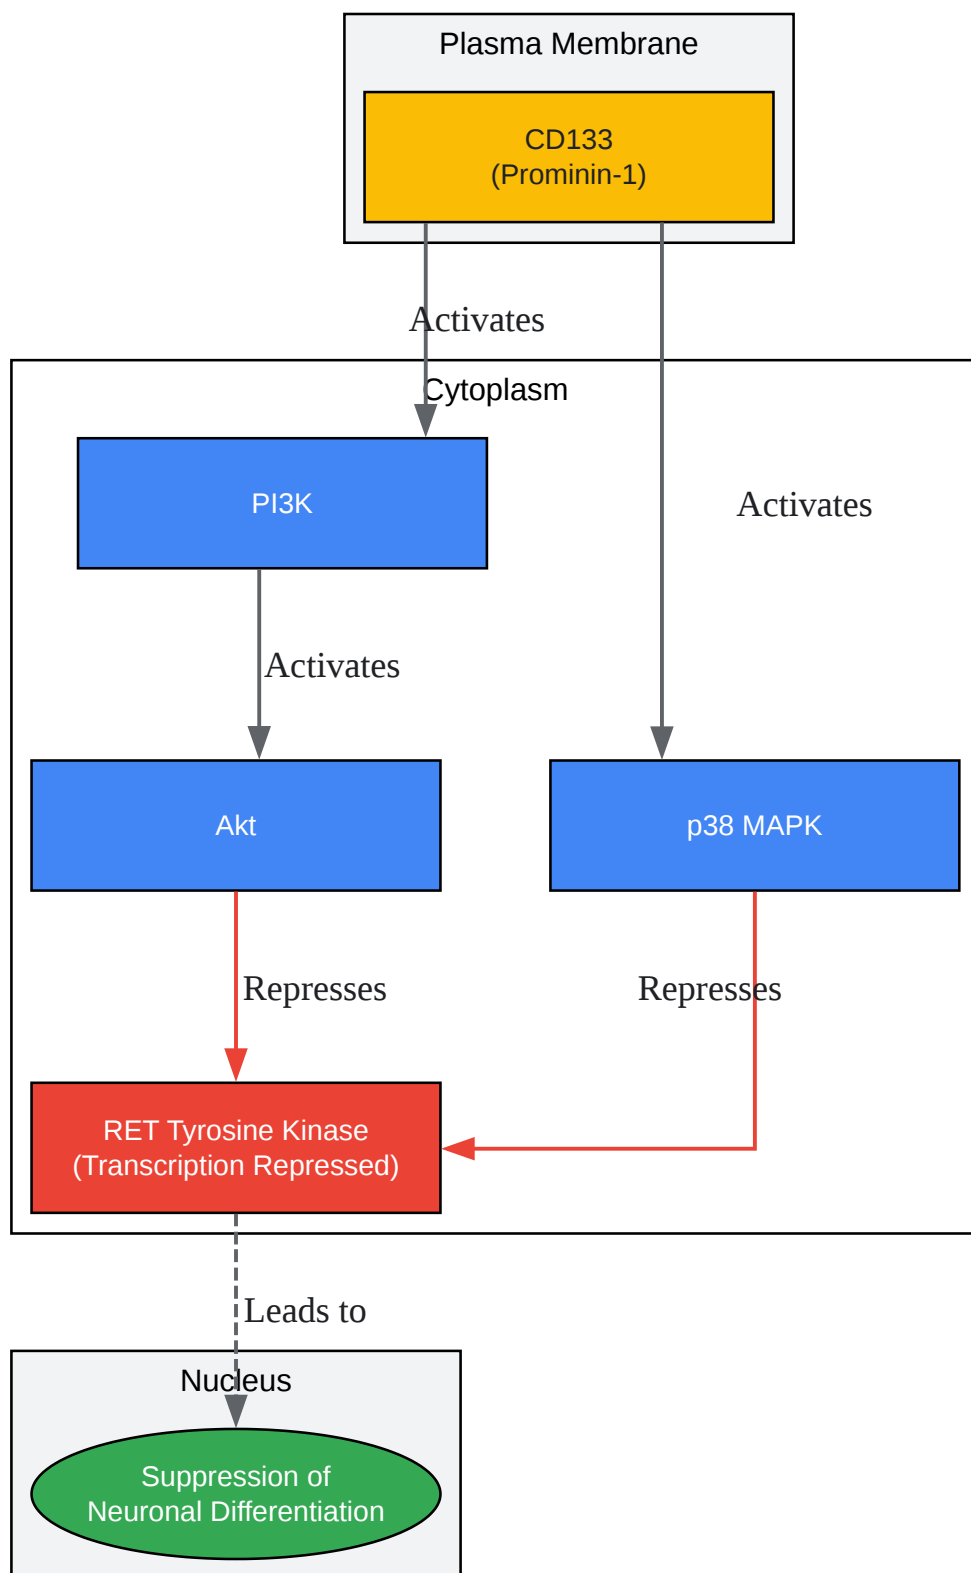 Plasma Membrane
CD133
(Prominin-1)
Activates
Cytoplasm
PI3K
Activates
Activates
Akt
p38 MAPK
Represses
Represses
RET Tyrosine Kinase
(Transcription Repressed)
Leads to
Nucleus
Suppression of
Neuronal Differentiation